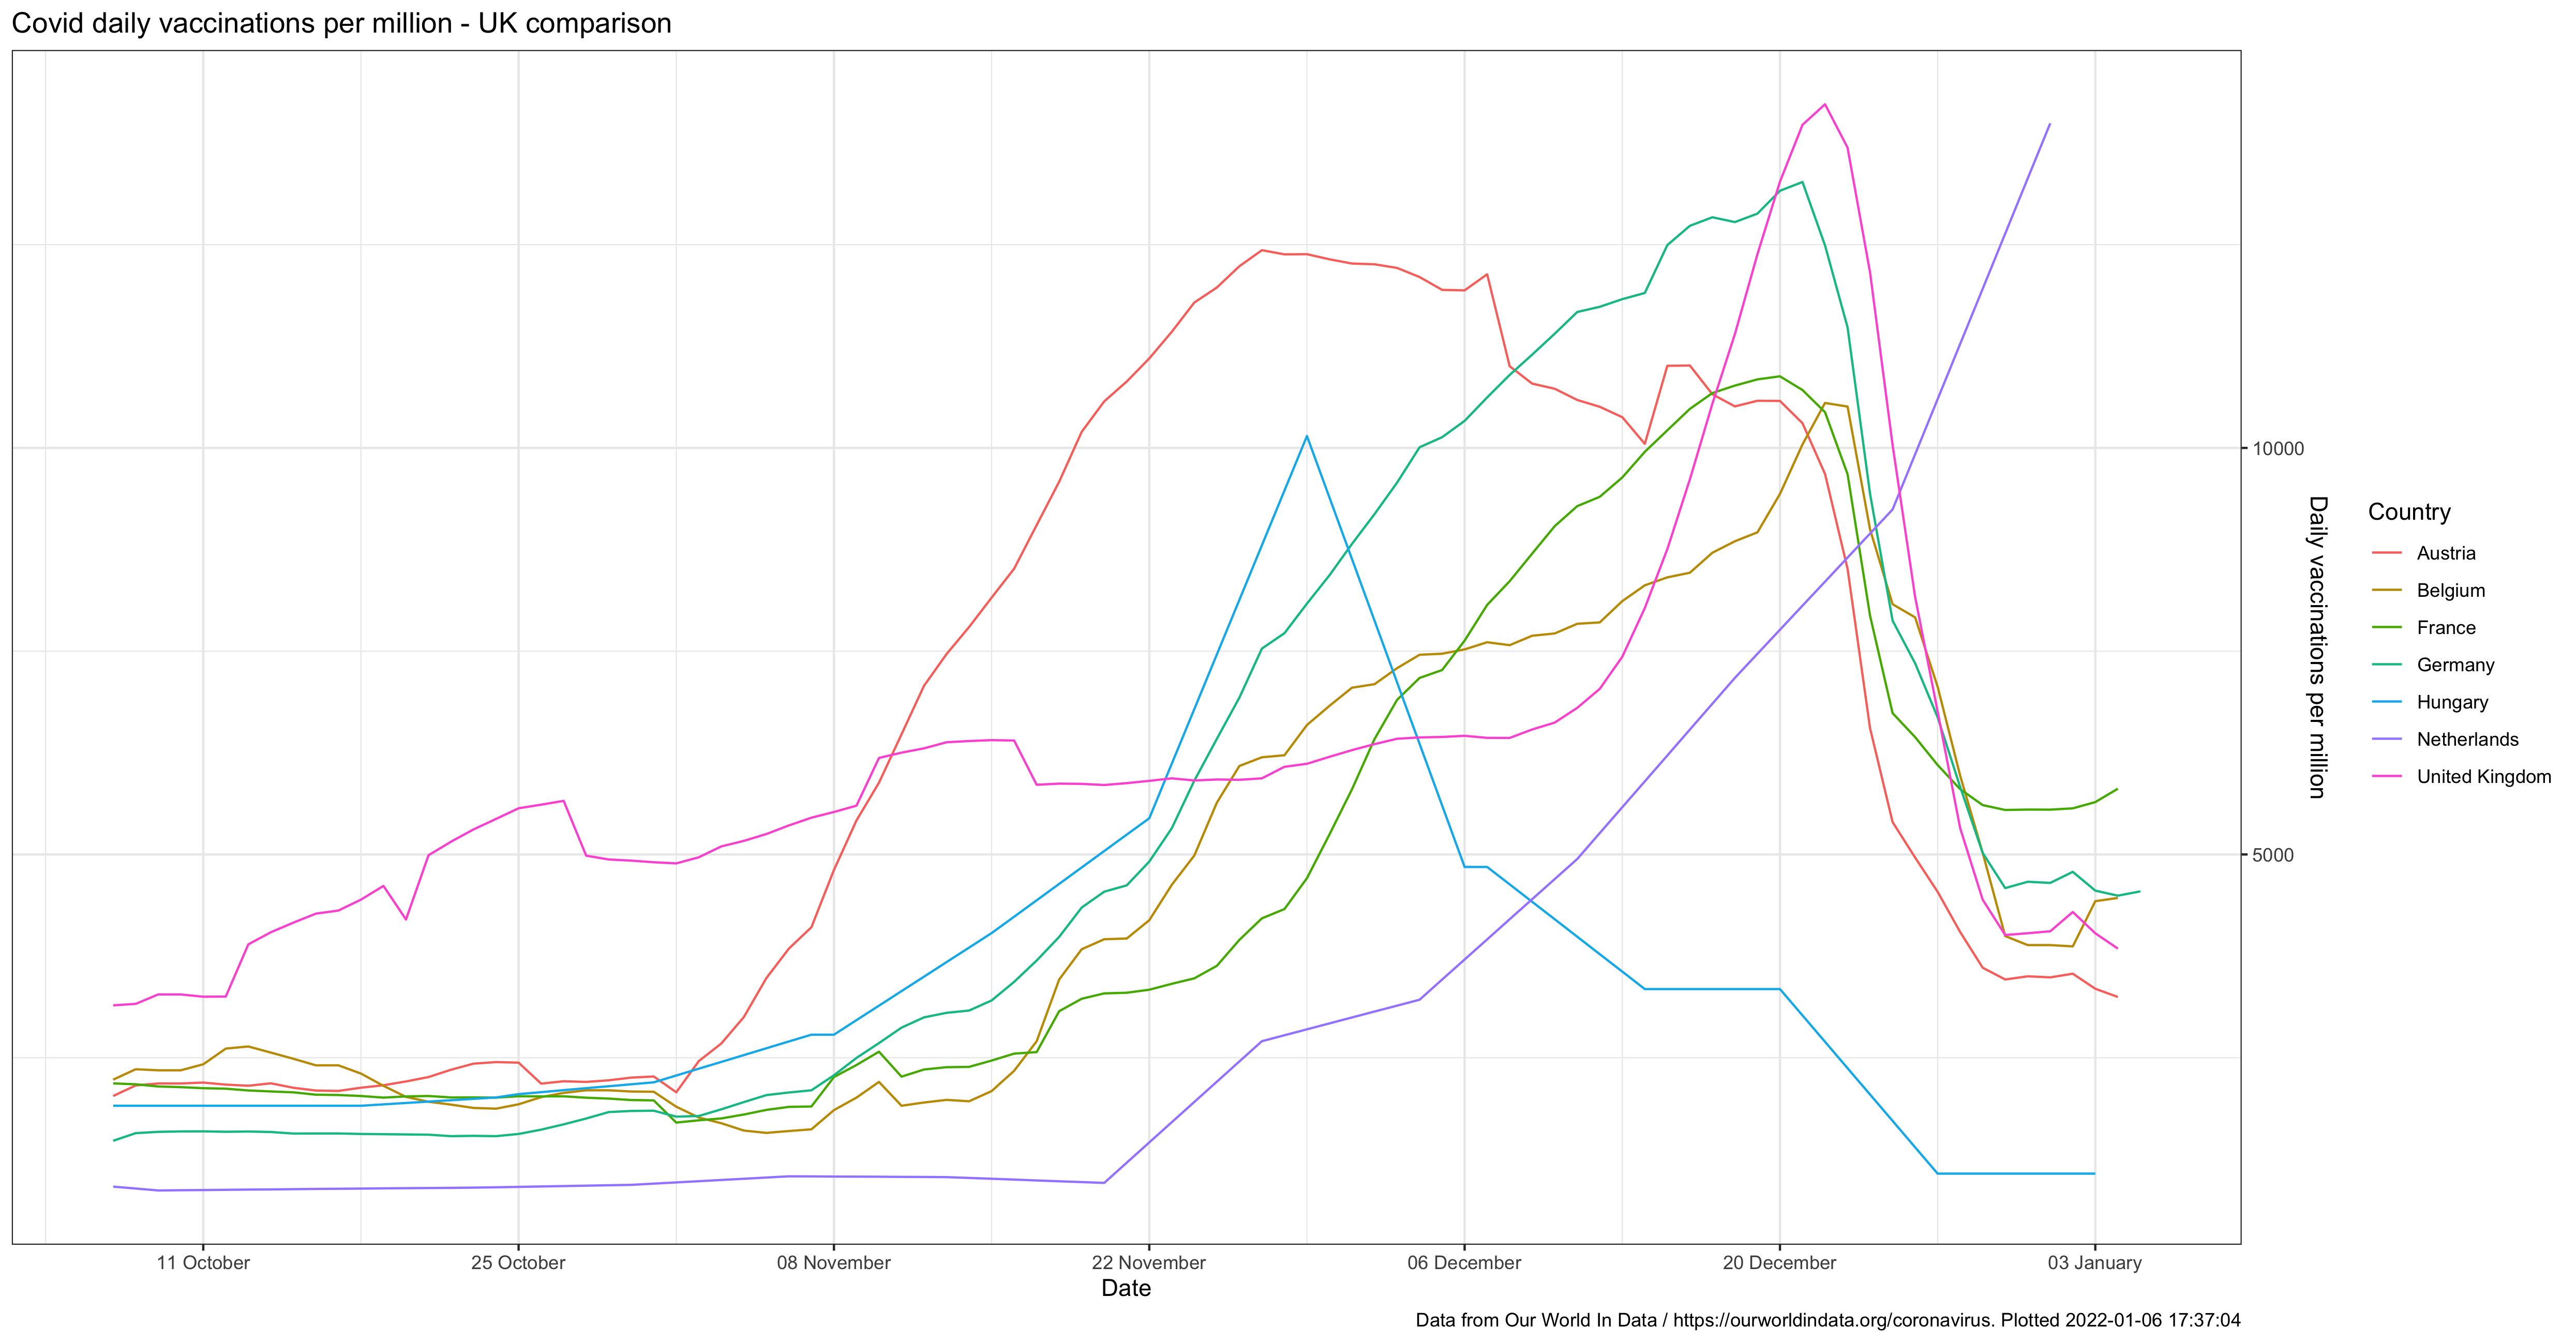 Covid daily vaccinations per million - UK comparison
10000
5000
Daily vaccinations per million
Country
Austria
Belgium
France
Germany
Hungary
Netherlands
United Kingdom
11 October
25 October
08 November
22 November
06 December
20 December
03 January
Date
Data from Our World In Data / https://ourworldindata.org/coronavirus. Plotted 2022-01-06 17:37:04